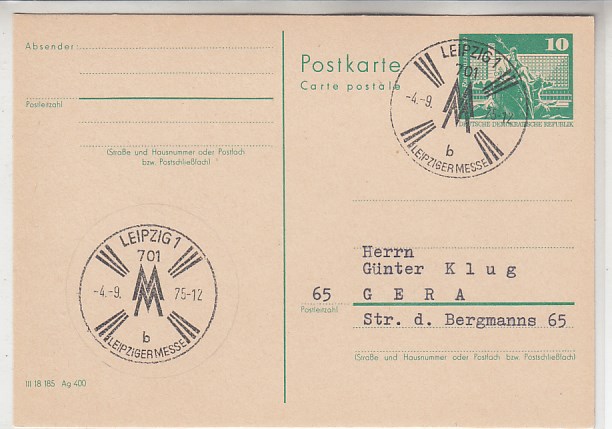 Absender:
Postleitzahl
(Straße und Hausnummer oder Postfach
bzw. Postschließfach)
LEIPZIG 1
701
-4.-9. 75-12
b
LEIPZIGER MESSE
III 18 185 Ag 400
Postkarte
Carte postale
10
DEUTSCHE DEMOKRATISCHE REPUBLIK
LEIPZIG 1
701
-4.-9. 75-12
b
LEIPZIGER MESSE
Herrn
Günter Klug
65 GERA
Postleitzahl
Str. d. Bergmanns 65
(Straße und Hausnummer oder Postfach bzw. Postschließfach)